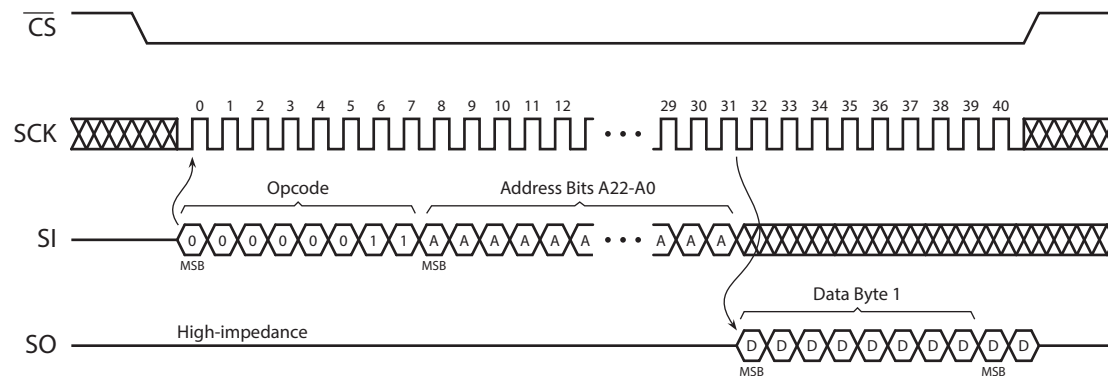 CS
0 1 2 3 4 5 6 7 8 9 10 11 12 29 30 31 32 33 34 35 36 37 38 39 40
SCK
Opcode Address Bits A22-A0
SI 0 0 0 0 0 0 1 1 A A A A A A A A A
MSB MSB
Data Byte 1
High-impedance
SO D D D D D D D D D D
MSB MSB